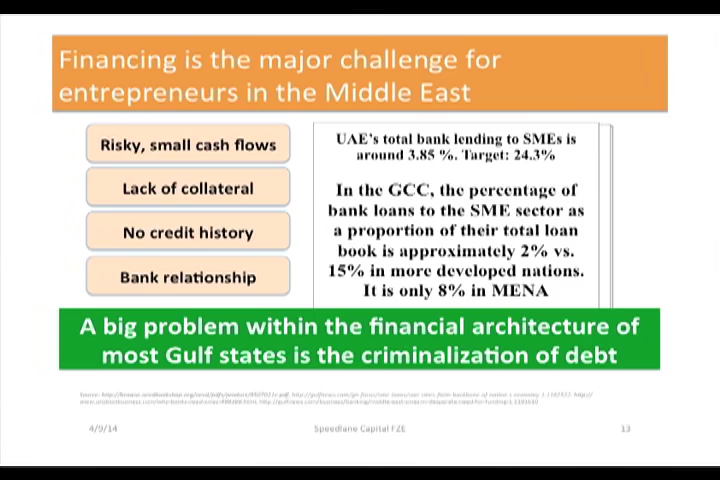 Financing is the major challenge for
entrepreneurs in the Middle East
Risky, small cash flows
Lack of collateral
No credit history
Bank relationship
UAE's total bank lending to SMEs is
around 3.85 %. Target: 24.3%
In the GCC, the percentage of
bank loans to the SME sector as
a proportion of their total loan
book is approximately 2% vs.
15% in more developed nations.
It is only 8% in MENA
A big problem within the financial architecture of
most Gulf states is the criminalization of debt
Source:
4/9/14
Speedlane Capital FZE
13